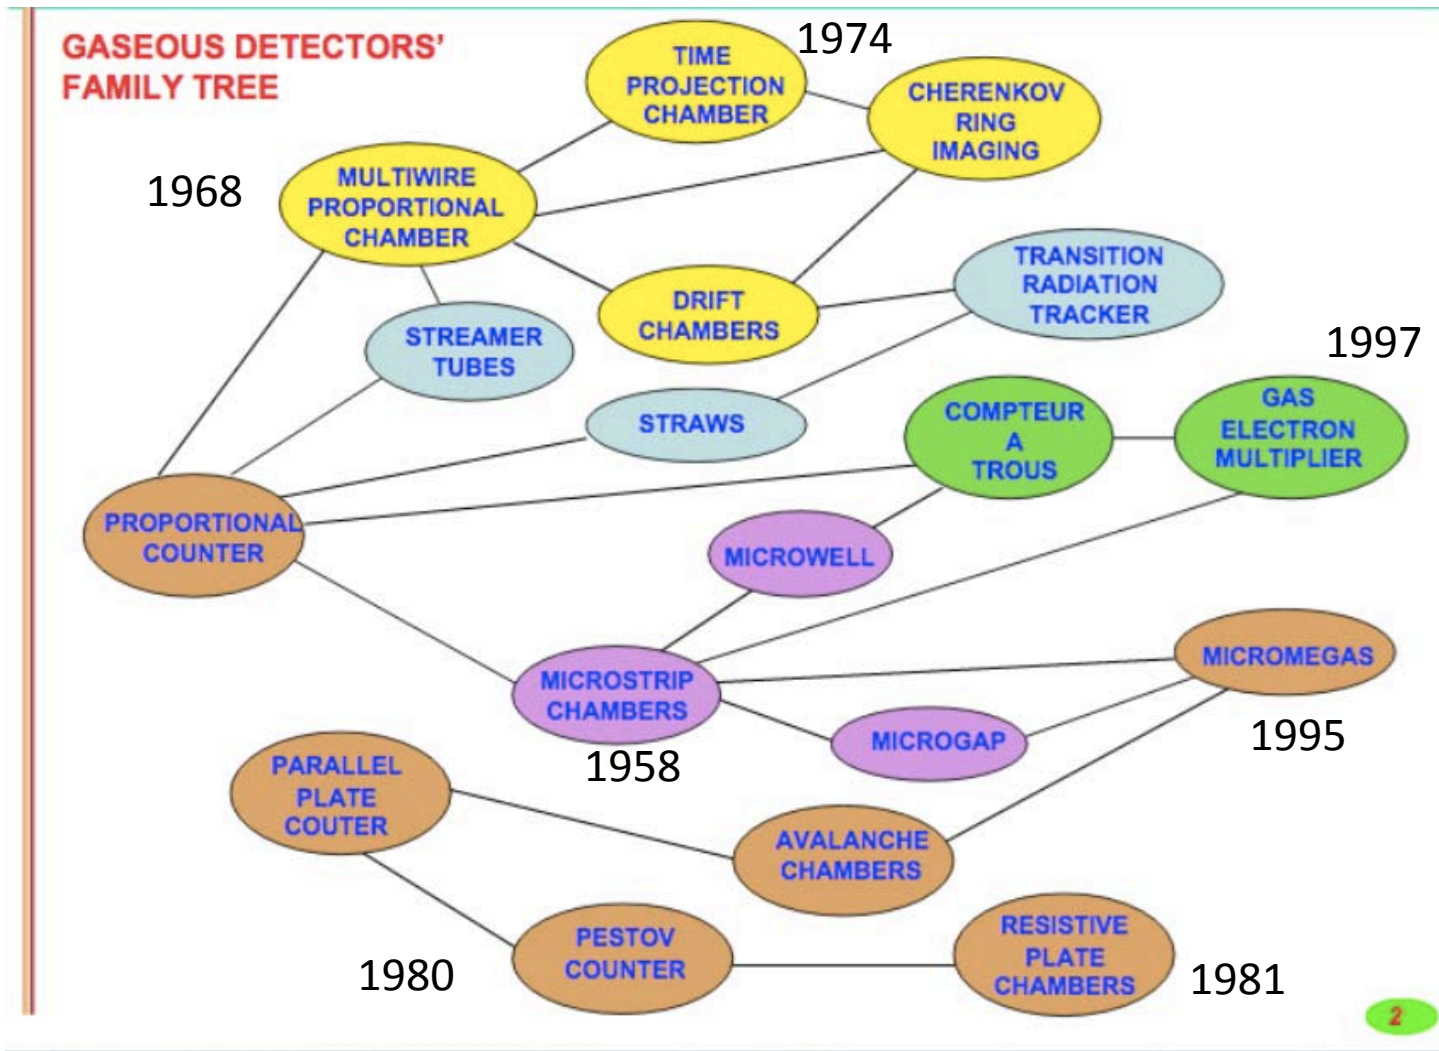 GASEOUS DETECTORS'
FAMILY TREE
TIME
PROJECTION
CHAMBER
1974
CHERENKOV
RING
IMAGING
1968
MULTIWIRE
PROPORTIONAL
CHAMBER
DRIFT
CHAMBERS
TRANSITION
RADIATION
TRACKER
STREAMER
TUBES
STRAWS
1997
COMPTEUR
A
TROUS
GAS
ELECTRON
MULTIPLIER
PROPORTIONAL
COUNTER
MICROWELL
MICROSTRIP
CHAMBERS
1958
MICROMEGAS
1995
MICROGAP
PARALLEL
PLATE
COUTER
AVALANCHE
CHAMBERS
PESTOV
COUNTER
1980
RESISTIVE
PLATE
CHAMBERS
1981
2